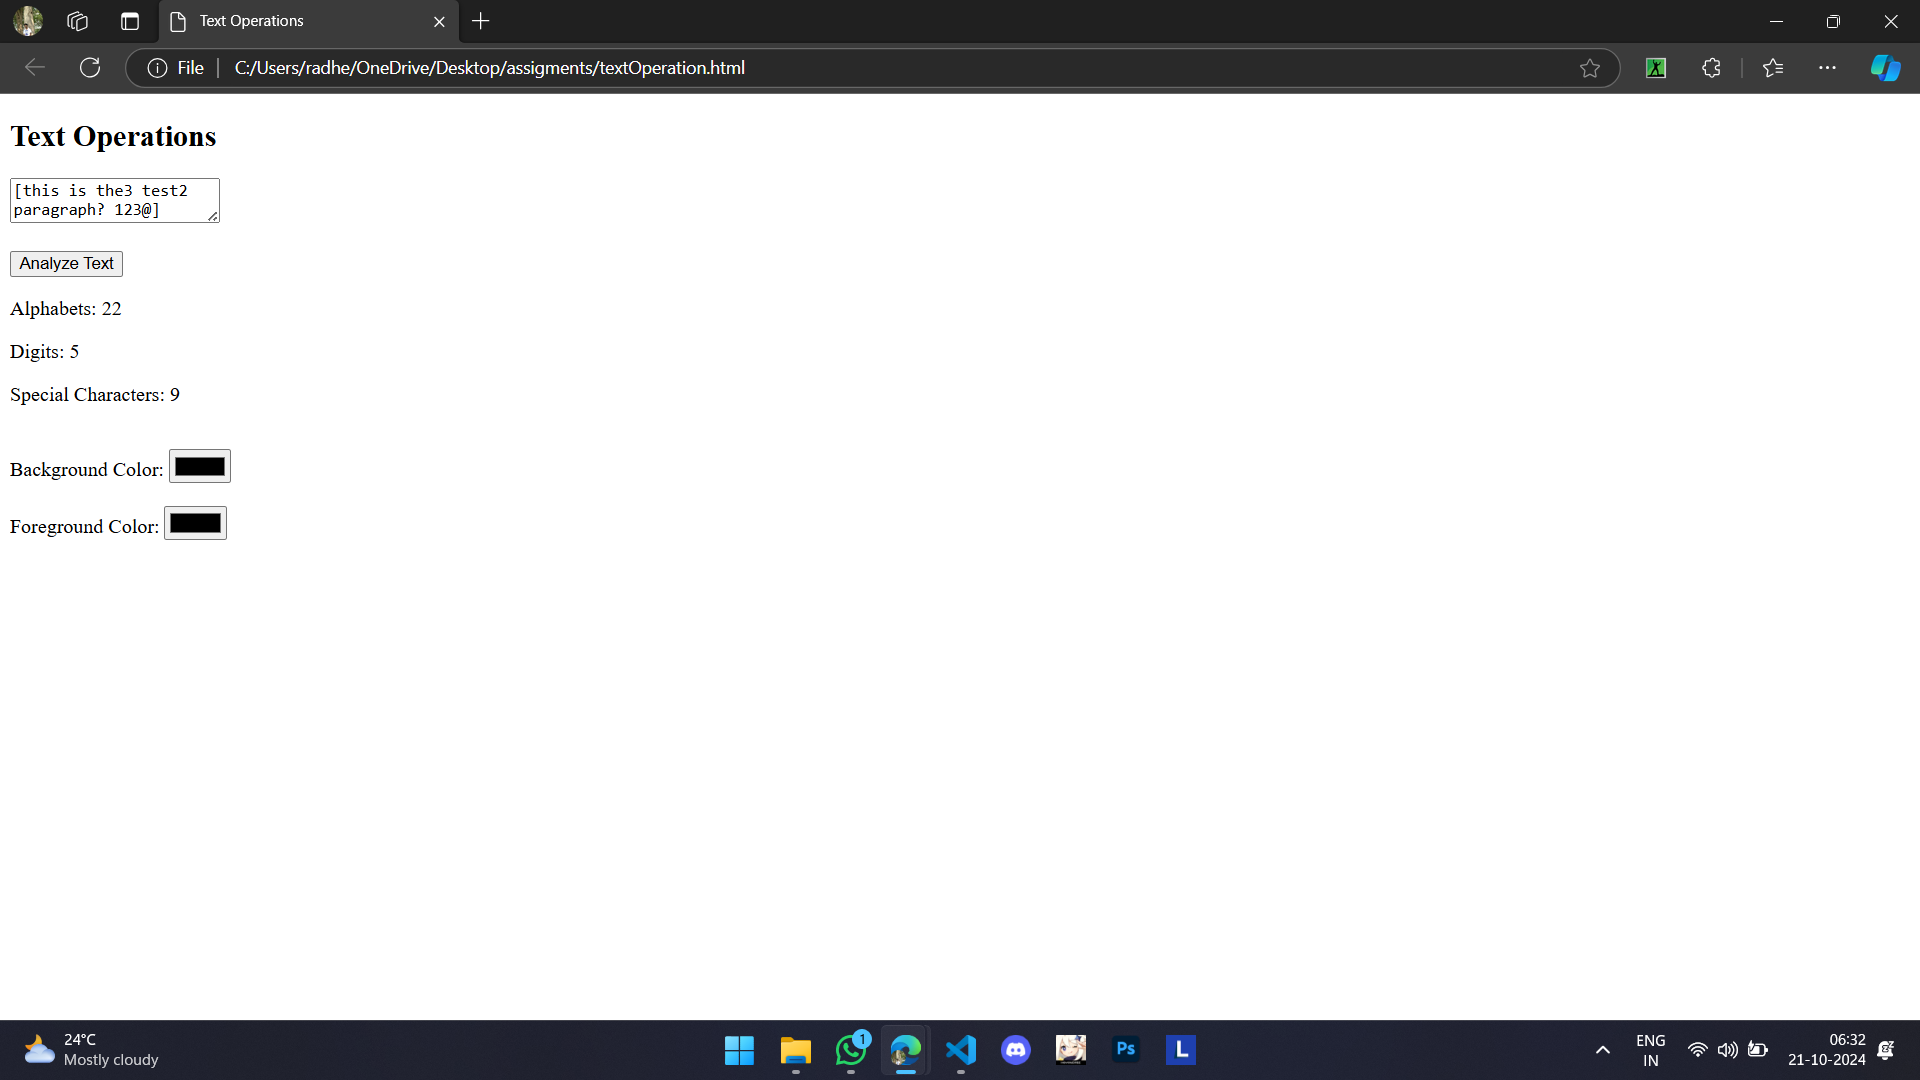 Text Operations
File
C:/Users/radhe/OneDrive/Desktop/assigments/textOperation.html
Text Operations
[this is the3 test2
paragraph? 123@]
Analyze Text
Alphabets: 22
Digits: 5
Special Characters: 9
Background Color:
Foreground Color:
24°C
Mostly cloudy
1
Ps
L
ENG
IN
06:32
21-10-2024